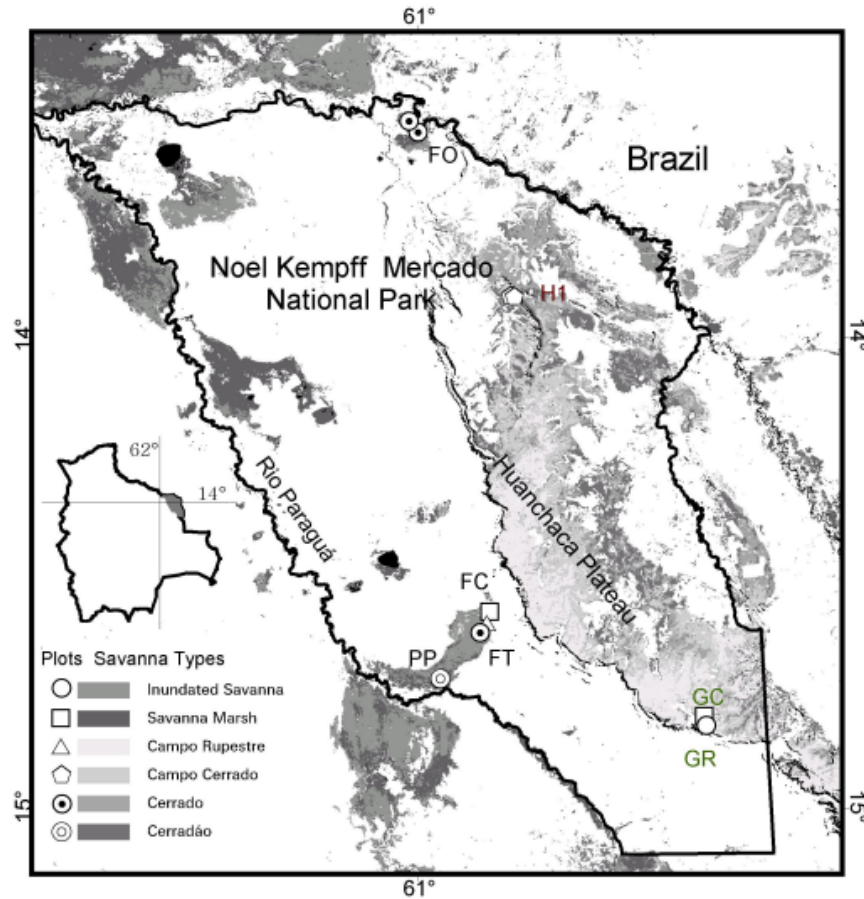 61°
Brazil
FO
Noel Kempff Mercado
National Park
H1
14°
14°
62°
14°
Rio Paraguá
Huanchaca Plateau
FC
FT
PP
GC
GR
Plots Savanna Types
Inundated Savanna
Savanna Marsh
Campo Rupestre
Campo Cerrado
Cerrado
Cerradáo
15°
15°
61°